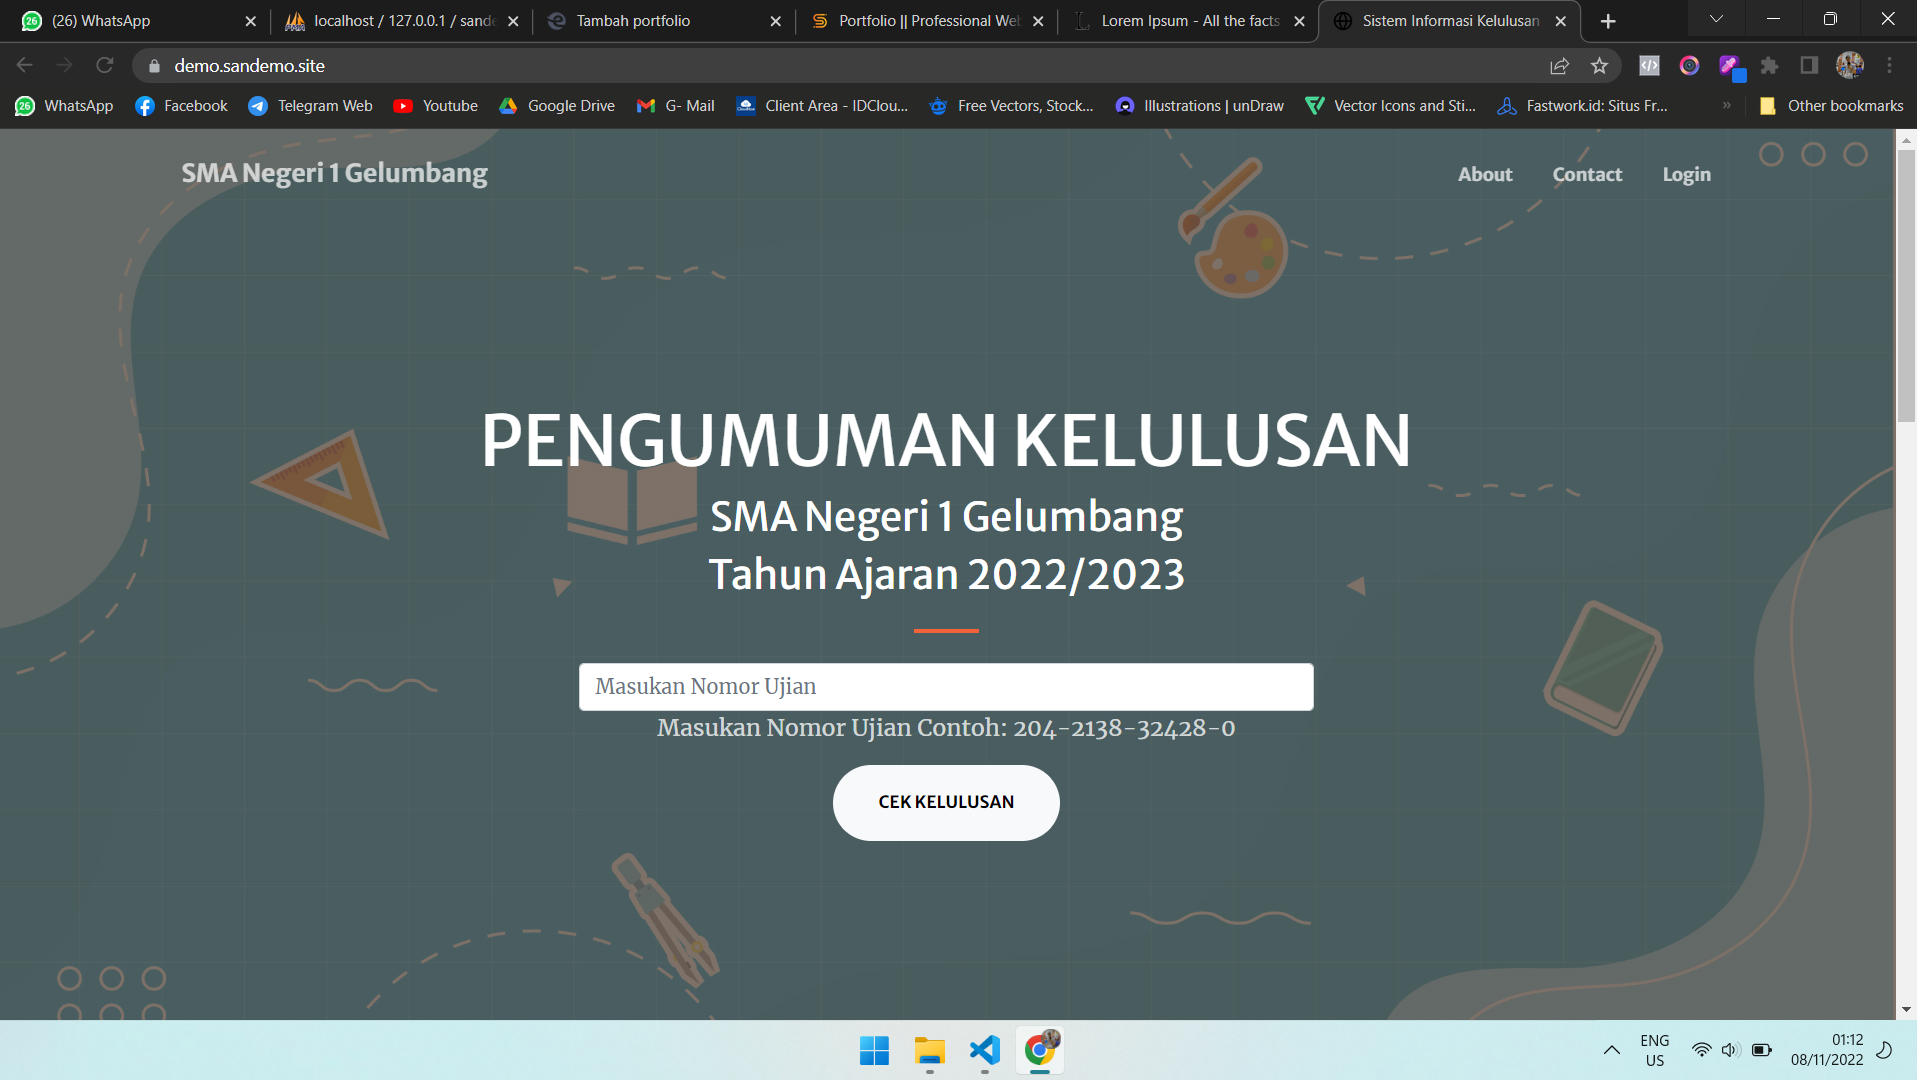 (26) WhatsApp
localhost / 127.0.0.1 / sande
Tambah portfolio
Portfolio || Professional Web
Lorem Ipsum - All the facts
Sistem Informasi Kelulusan
demo.sandemo.site
26 WhatsApp
Facebook
Telegram Web
Youtube
Google Drive
G- Mail
Client Area - IDClou...
Free Vectors, Stock...
Illustrations | unDraw
Vector Icons and Sti...
Fastwork.id: Situs Fr...
»
Other bookmarks
SMA Negeri 1 Gelumbang
About
Contact
Login
PENGUMUMAN KELULUSAN
SMA Negeri 1 Gelumbang
Tahun Ajaran 2022/2023
Masukan Nomor Ujian
Masukan Nomor Ujian Contoh: 204-2138-32428-0
CEK KELULUSAN
ENG
US
01:12
08/11/2022